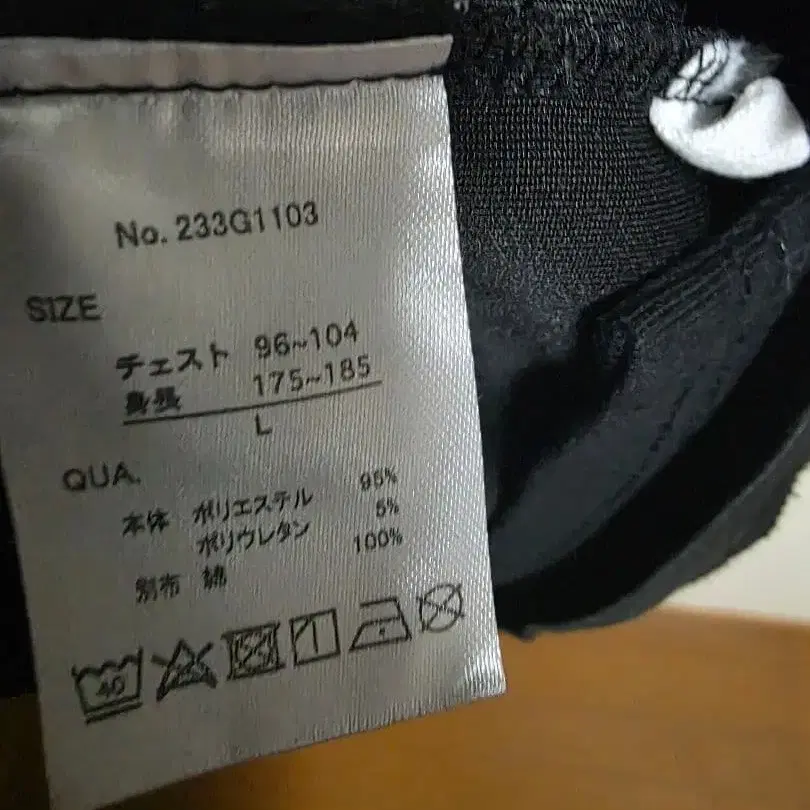 No. 233G1103
SIZE
チェスト 96~104
身長 175~185
L
QUA.
本体 ポリエステル 95%
ポリウレタン 5%
別布 綿 100%
40